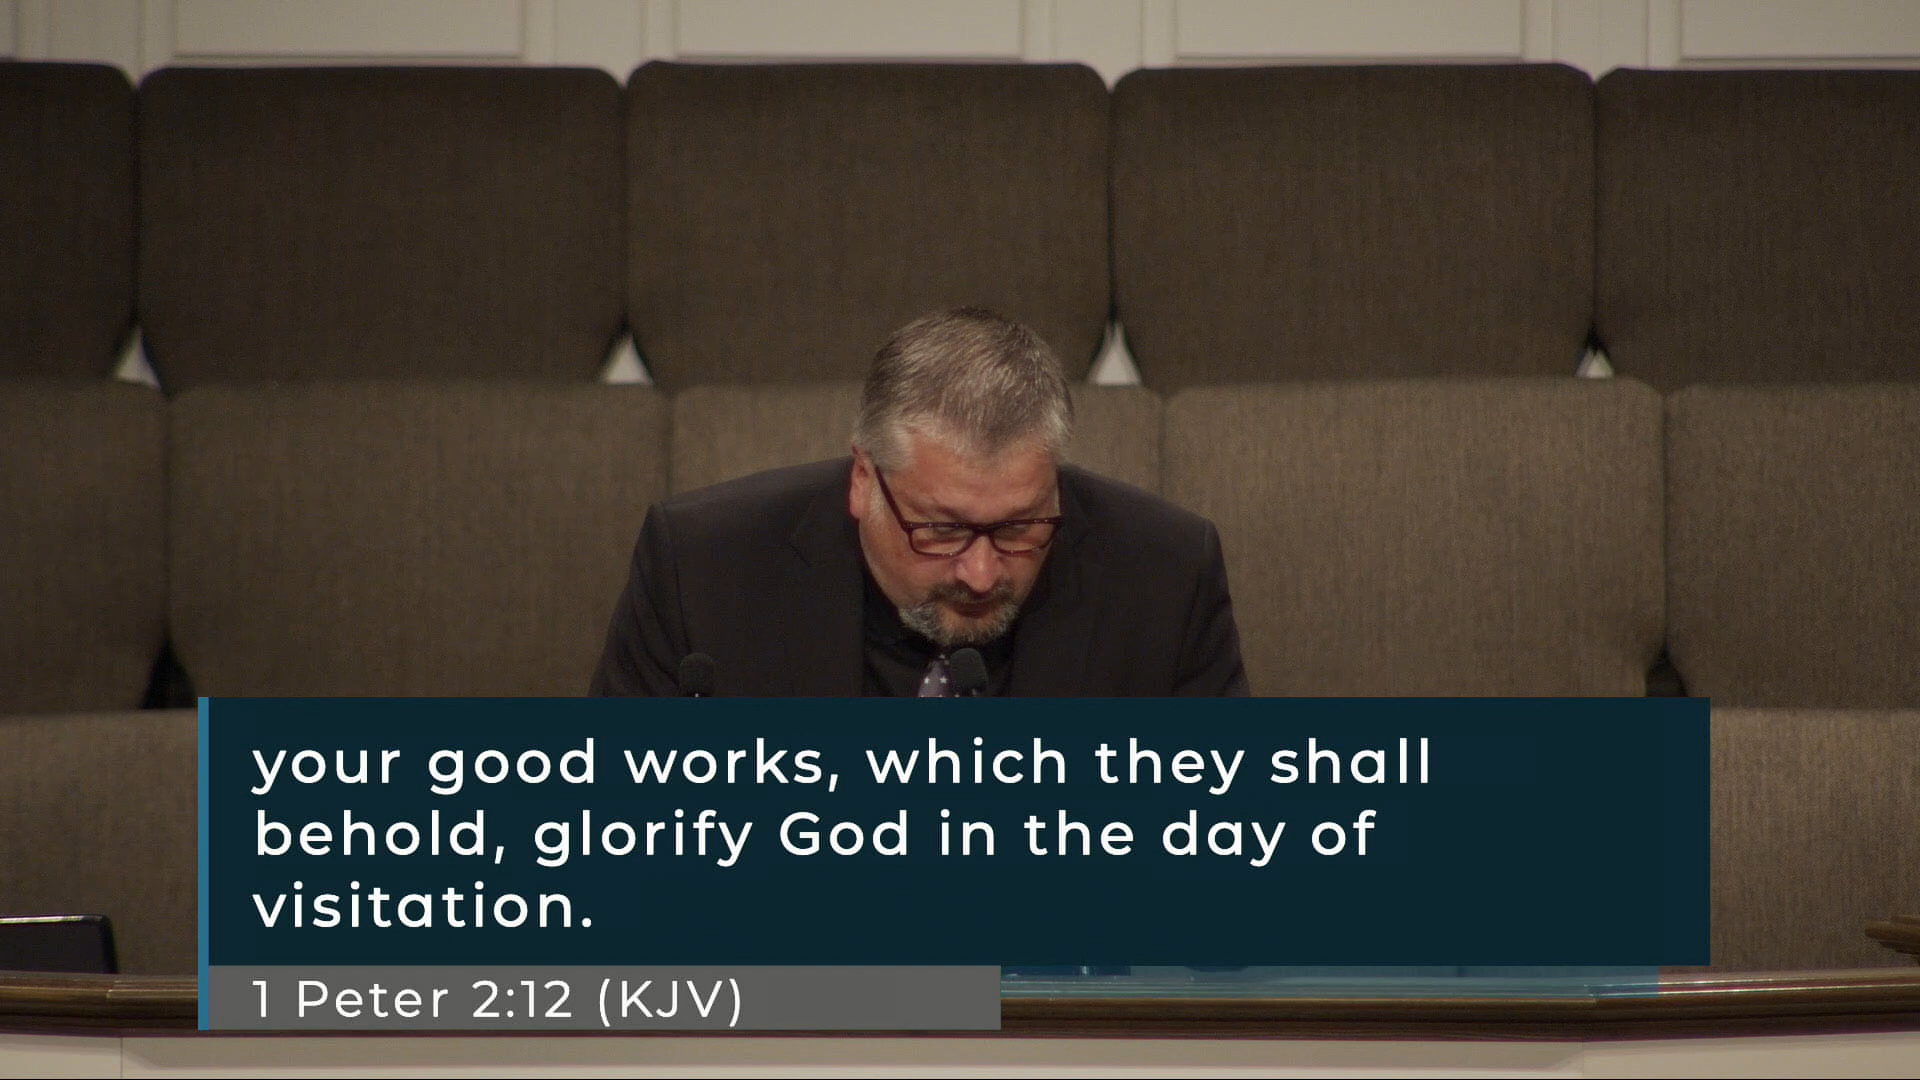 your good works, which they shall
behold, glorify God in the day of
visitation.
1 Peter 2:12 (KJV)